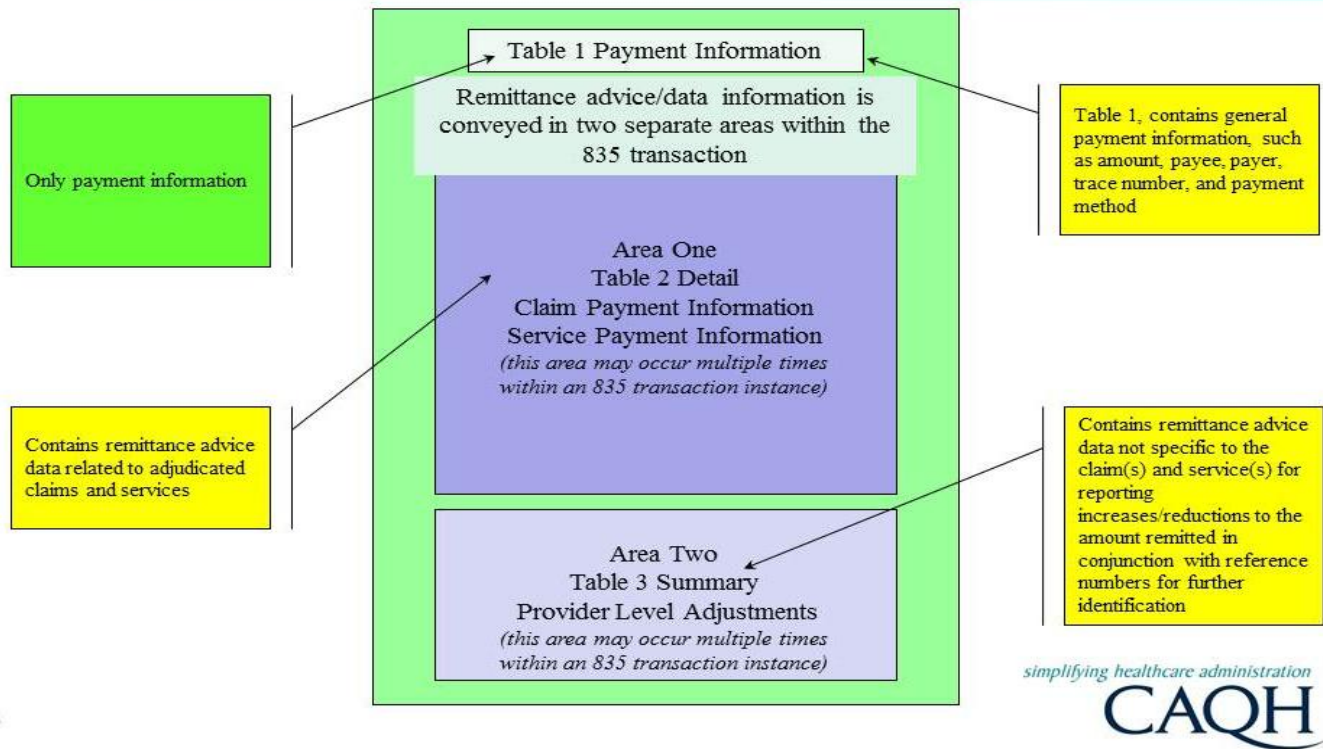 Table 1 Payment Information
Remittance advice/data information is
conveyed in two separate areas within the
835 transaction
Only payment information
Table 1, contains general
payment information, such
as amount, payee, payer,
trace number, and payment
method
Area One
Table 2 Detail
Claim Payment Information
Service Payment Information
(this area may occur multiple times
within an 835 transaction instance)
Contains remittance advice
data related to adjudicated
claims and services
Contains remittance advice
data not specific to the
claim(s) and service(s) for
reporting
increases/reductions to the
amount remitted in
conjunction with reference
numbers for further
identification
Area Two
Table 3 Summary
Provider Level Adjustments
(this area may occur multiple times
within an 835 transaction instance)
simplifying healthcare administration
CAQH